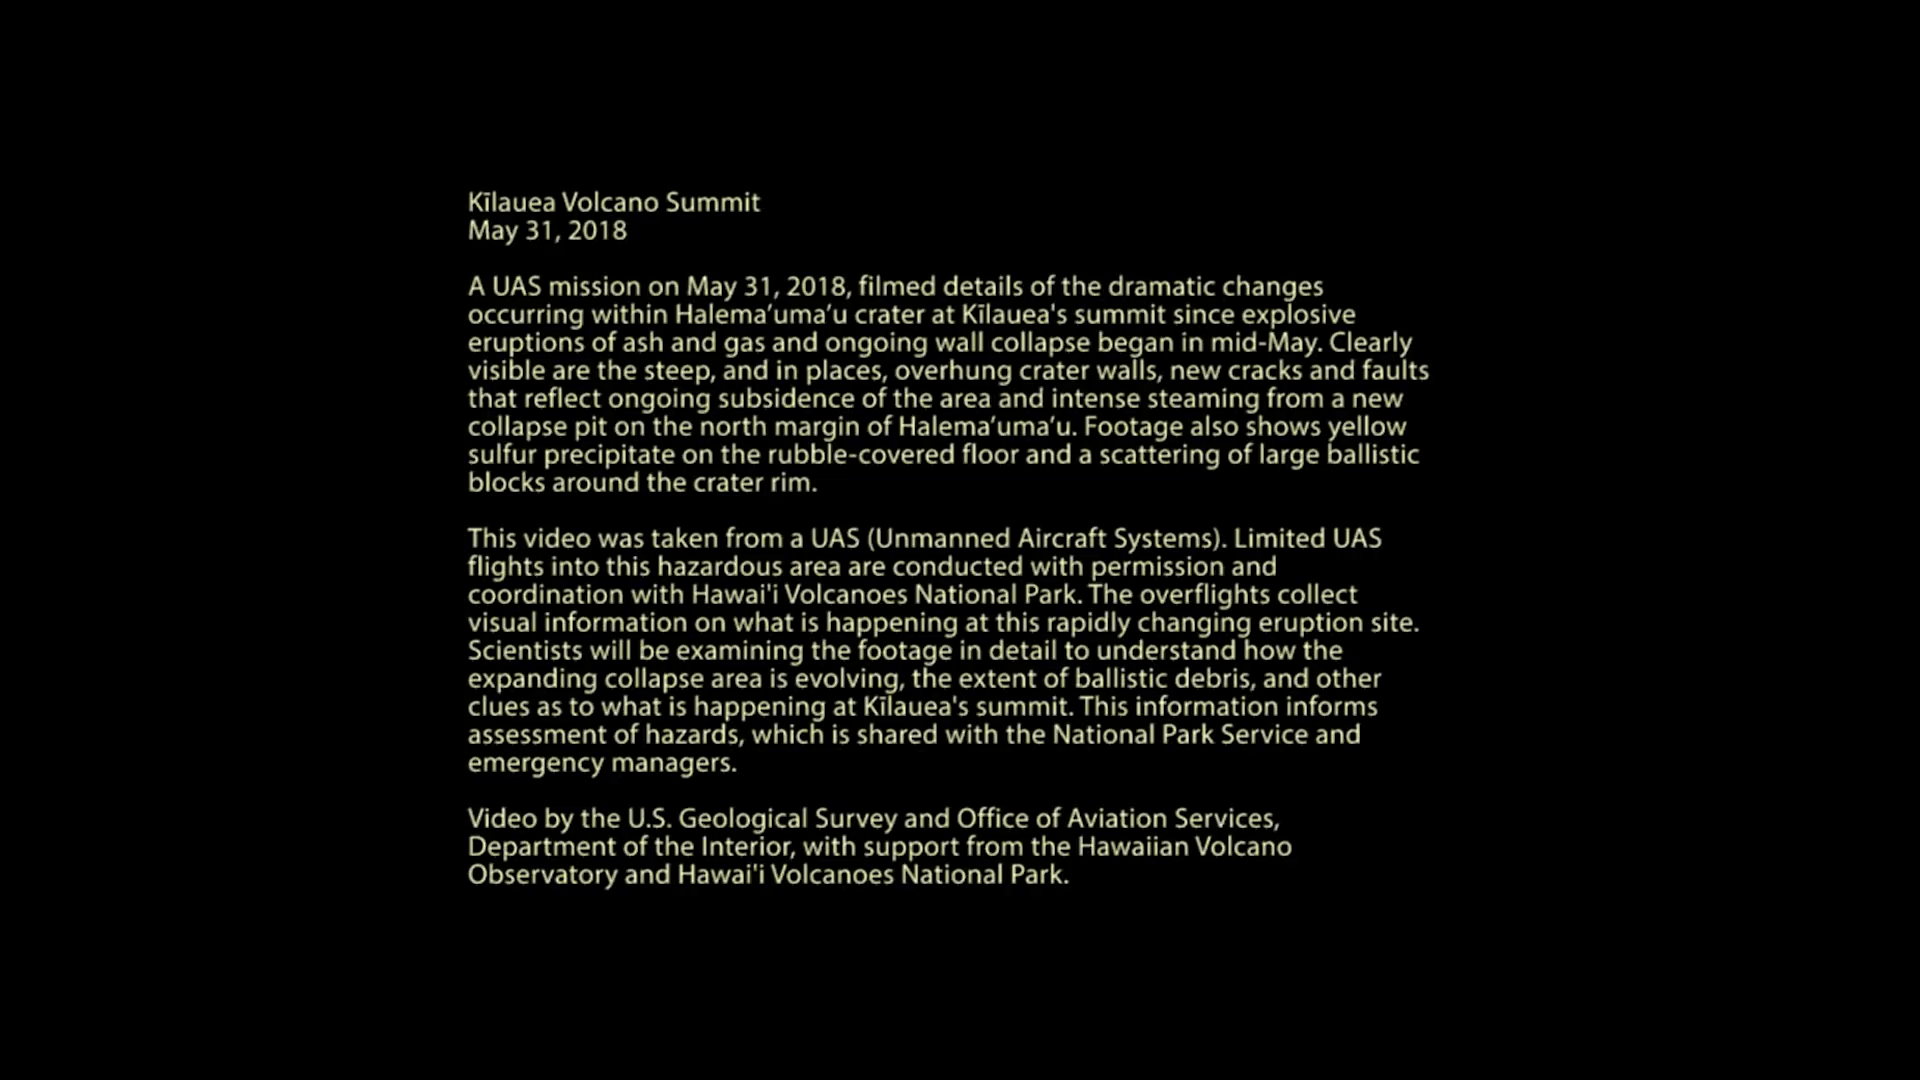 Kīlauea Volcano Summit
May 31, 2018
A UAS mission on May 31, 2018, filmed details of the dramatic changes
occurring within Halema‘uma‘u crater at Kīlauea's summit since explosive
eruptions of ash and gas and ongoing wall collapse began in mid-May. Clearly
visible are the steep, and in places, overhung crater walls, new cracks and faults
that reflect ongoing subsidence of the area and intense steaming from a new
collapse pit on the north margin of Halema‘uma‘u. Footage also shows yellow
sulfur precipitate on the rubble-covered floor and a scattering of large ballistic
blocks around the crater rim.
This video was taken from a UAS (Unmanned Aircraft Systems). Limited UAS
flights into this hazardous area are conducted with permission and
coordination with Hawai'i Volcanoes National Park. The overflights collect
visual information on what is happening at this rapidly changing eruption site.
Scientists will be examining the footage in detail to understand how the
expanding collapse area is evolving, the extent of ballistic debris, and other
clues as to what is happening at Kīlauea's summit. This information informs
assessment of hazards, which is shared with the National Park Service and
emergency managers.
Video by the U.S. Geological Survey and Office of Aviation Services,
Department of the Interior, with support from the Hawaiian Volcano
Observatory and Hawai'i Volcanoes National Park.